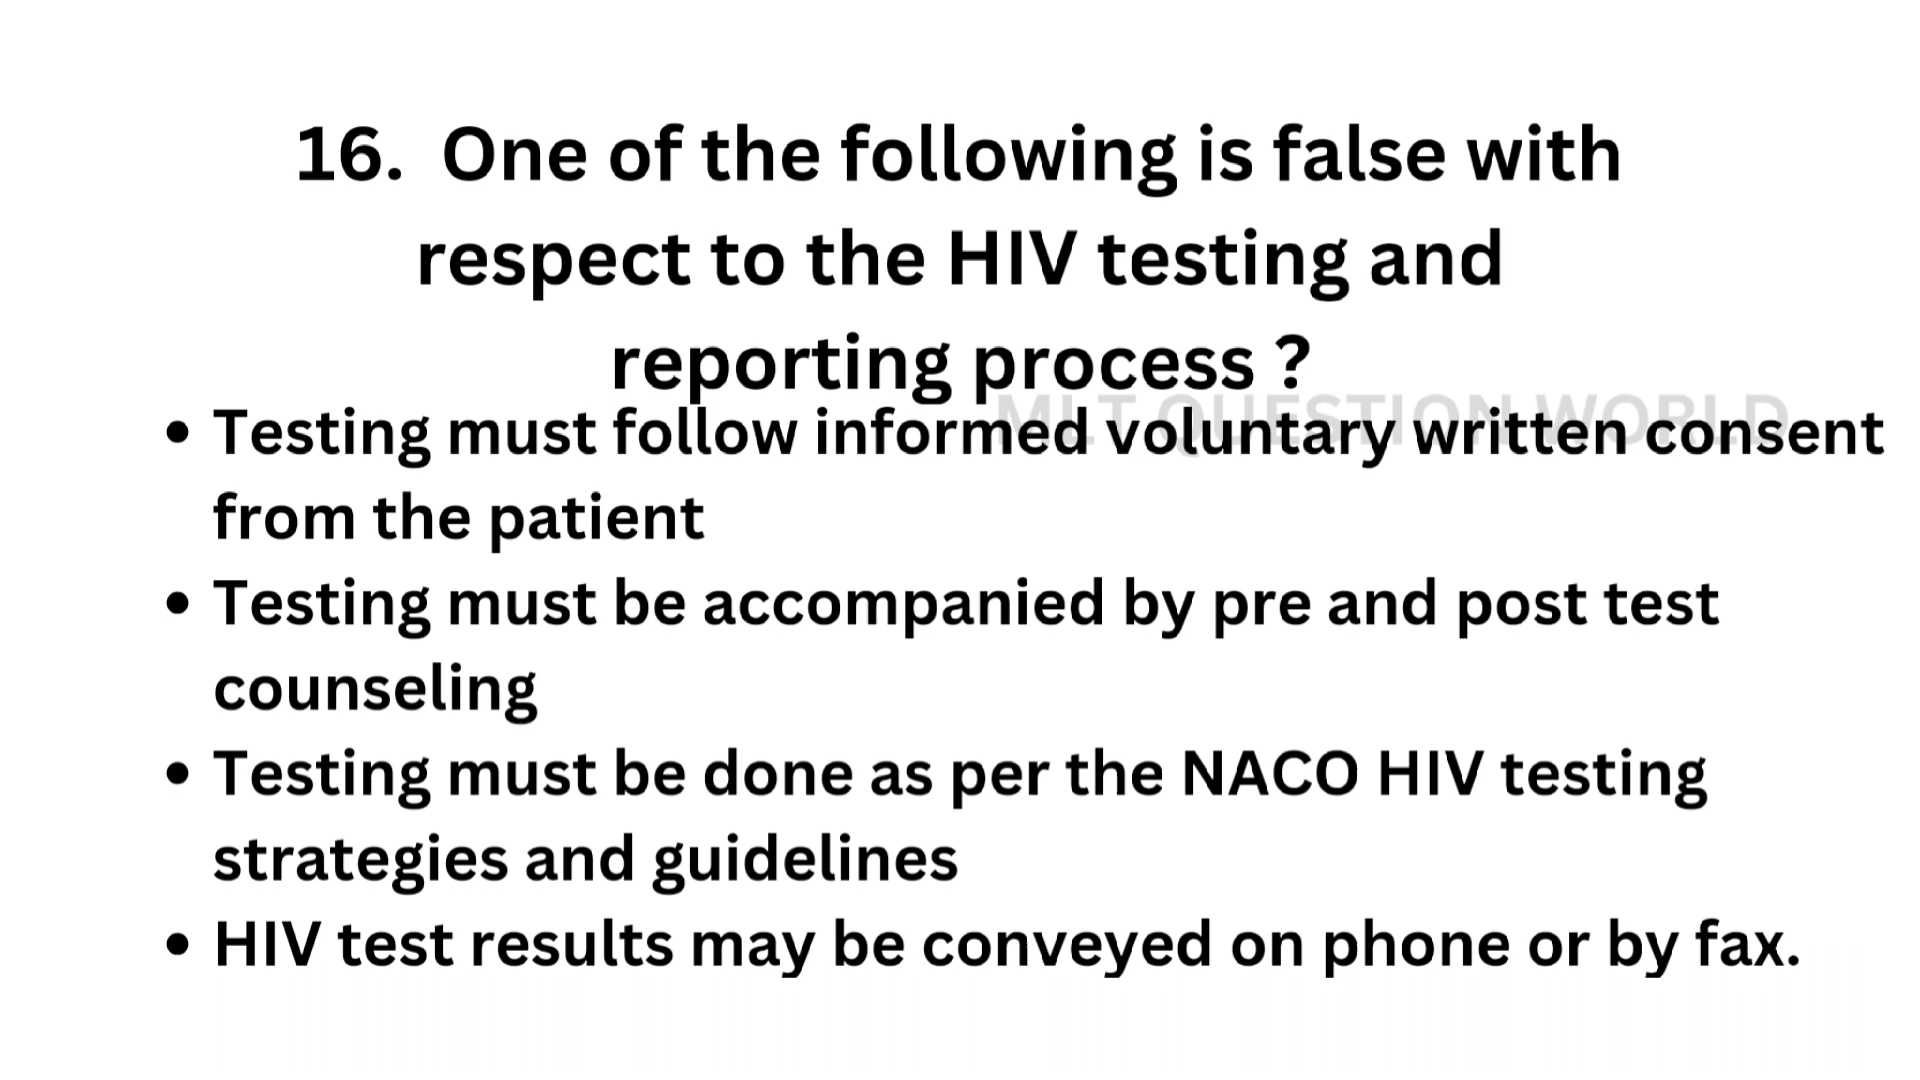 16. One of the following is false with
respect to the HIV testing and
reporting process ?
MLT QUESTION WORLD
• Testing must follow informed voluntary written consent
from the patient
• Testing must be accompanied by pre and post test
counseling
• Testing must be done as per the NACO HIV testing
strategies and guidelines
• HIV test results may be conveyed on phone or by fax.